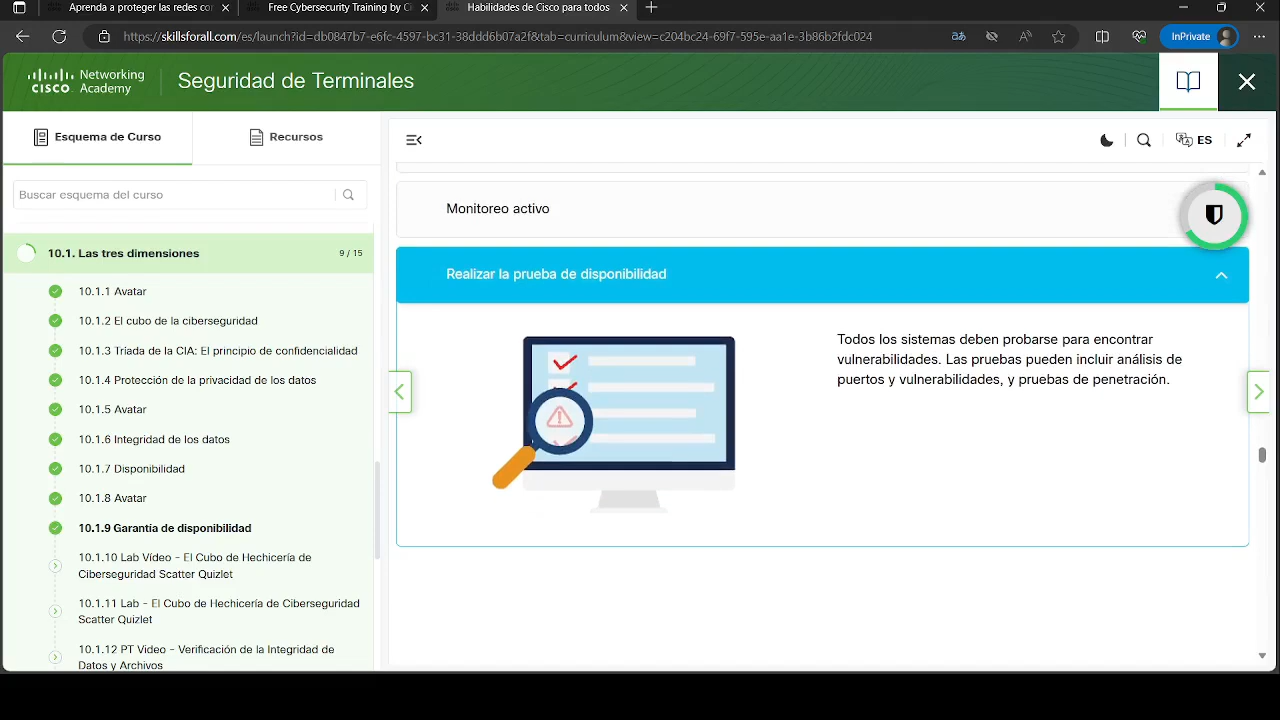 Aprenda a proteger las redes co
Free Cybersecurity Training by Ci
Habilidades de Cisco para todos
https://skillsforall.com/es/launch?id=db0847b7-e6fc-4597-bc31-38ddd6b07a2f&tab=curriculum&view=c204bc24-69f7-595e-aa1e-3b86b2fdc024
InPrivate
Networking
CISCO Academy
Seguridad de Terminales
Esquema de Curso
Recursos
ES
Buscar esquema del curso
10.1. Las tres dimensiones
9 / 15
10.1.1 Avatar
10.1.2 El cubo de la ciberseguridad
10.1.3 Tríada de la CIA: El principio de confidencialidad
10.1.4 Protección de la privacidad de los datos
10.1.5 Avatar
10.1.6 Integridad de los datos
10.1.7 Disponibilidad
10.1.8 Avatar
10.1.9 Garantía de disponibilidad
10.1.10 Lab Vídeo - El Cubo de Hechicería de
Ciberseguridad Scatter Quizlet
10.1.11 Lab - El Cubo de Hechicería de Ciberseguridad
Scatter Quizlet
10.1.12 PT Video - Verificación de la Integridad de
Datos y Archivos
Monitoreo activo
Realizar la prueba de disponibilidad
Todos los sistemas deben probarse para encontrar
vulnerabilidades. Las pruebas pueden incluir análisis de
puertos y vulnerabilidades, y pruebas de penetración.